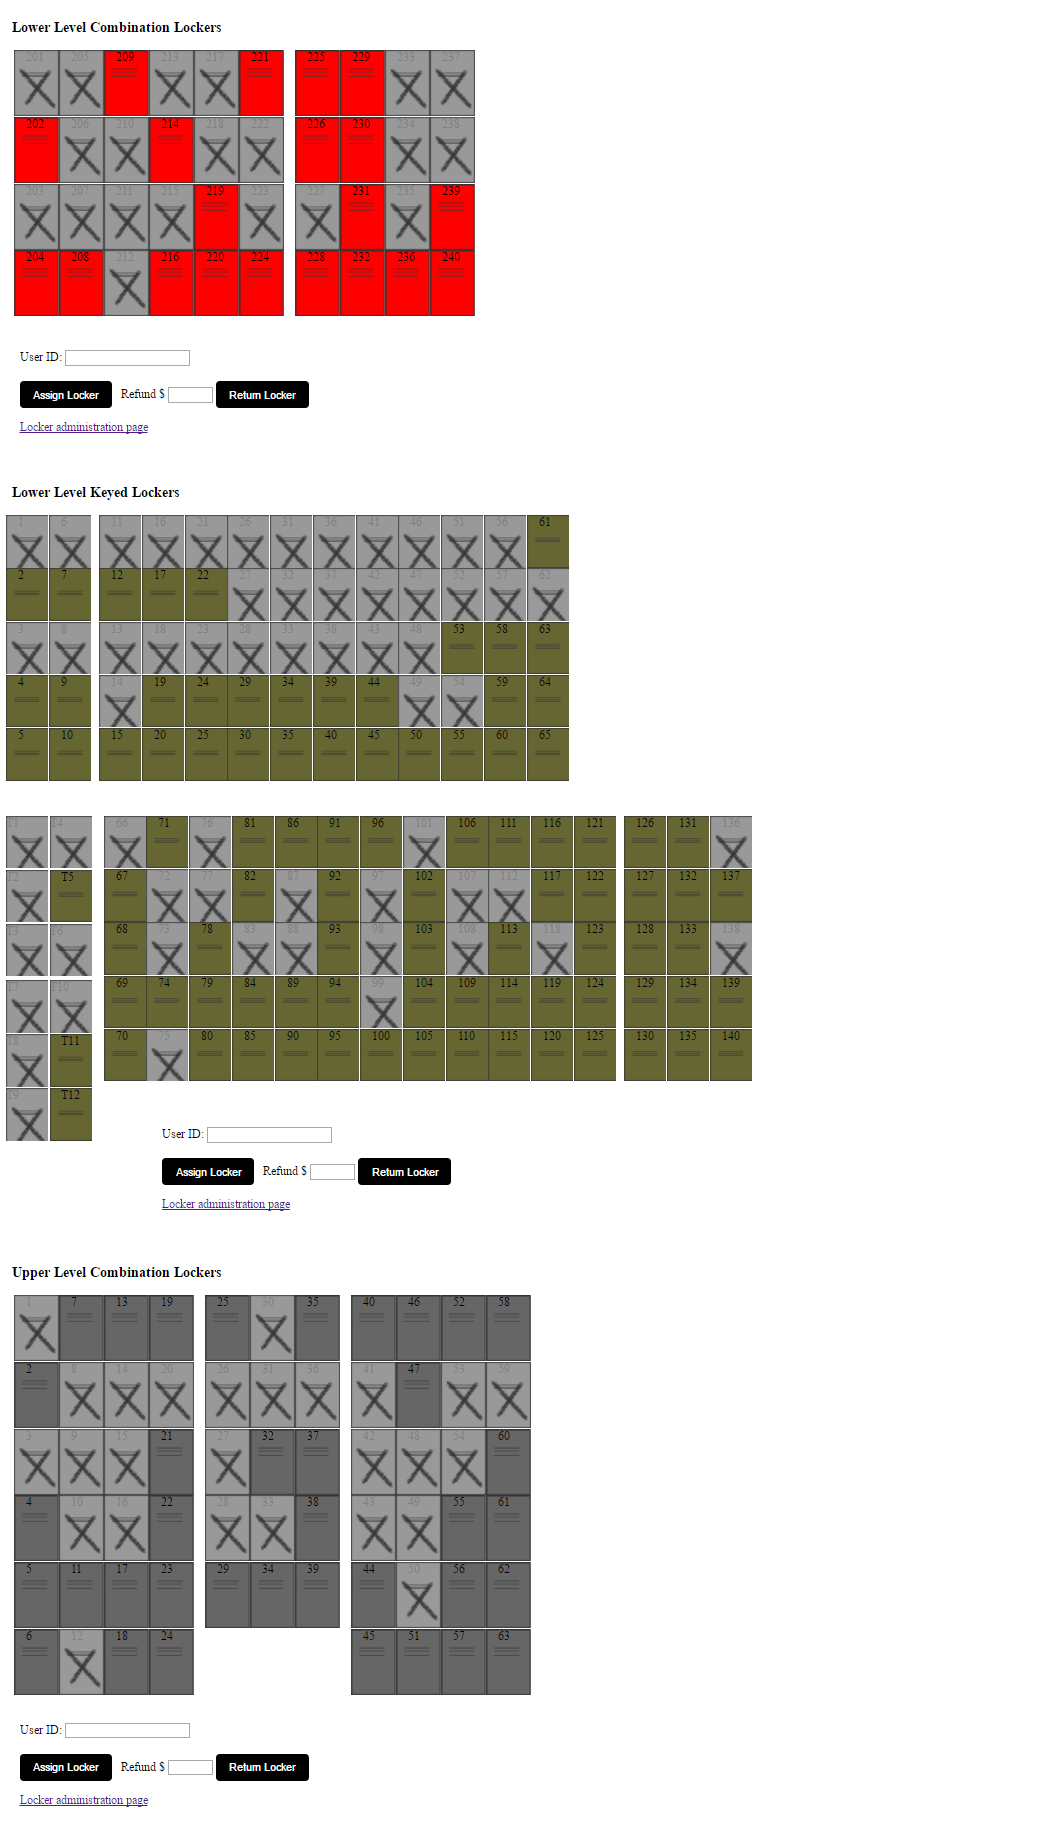 Lower Level Combination Lockers
201 205 209 213 217 221 225 229 233 237
202 206 210 214 218 222 226 230 234 238
203 207 211 215 219 223 227 231 235 239
204 208 212 216 220 224 228 232 236 240
User ID:
Assign Locker Refund $ Return Locker
Locker administration page
Lower Level Keyed Lockers
1 6 11 16 21 26 31 36 41 46 51 56 61
2 7 12 17 22 27 32 37 42 47 52 57 62
3 8 13 18 23 28 33 38 43 48 53 58 63
4 9 14 19 24 29 34 39 44 49 54 59 64
5 10 15 20 25 30 35 40 45 50 55 60 65
T1 T4 66 71 76 81 86 91 96 101 106 111 116 121 126 131 136
T2 T5 67 72 77 82 87 92 97 102 107 112 117 122 127 132 137
T3 T6 68 73 78 83 88 93 98 103 108 113 118 123 128 133 138
T7 T10 69 74 79 84 89 94 99 104 109 114 119 124 129 134 139
T8 T11 70 75 80 85 90 95 100 105 110 115 120 125 130 135 140
T9 T12
User ID:
Assign Locker Refund $ Return Locker
Locker administration page
Upper Level Combination Lockers
1 7 13 19 25 30 35 40 46 52 58
2 8 14 20 26 31 36 41 47 53 59
3 9 15 21 27 32 37 42 48 54 60
4 10 16 22 28 33 38 43 49 55 61
5 11 17 23 29 34 39 44 50 56 62
6 12 18 24 45 51 57 63
User ID:
Assign Locker Refund $ Return Locker
Locker administration page